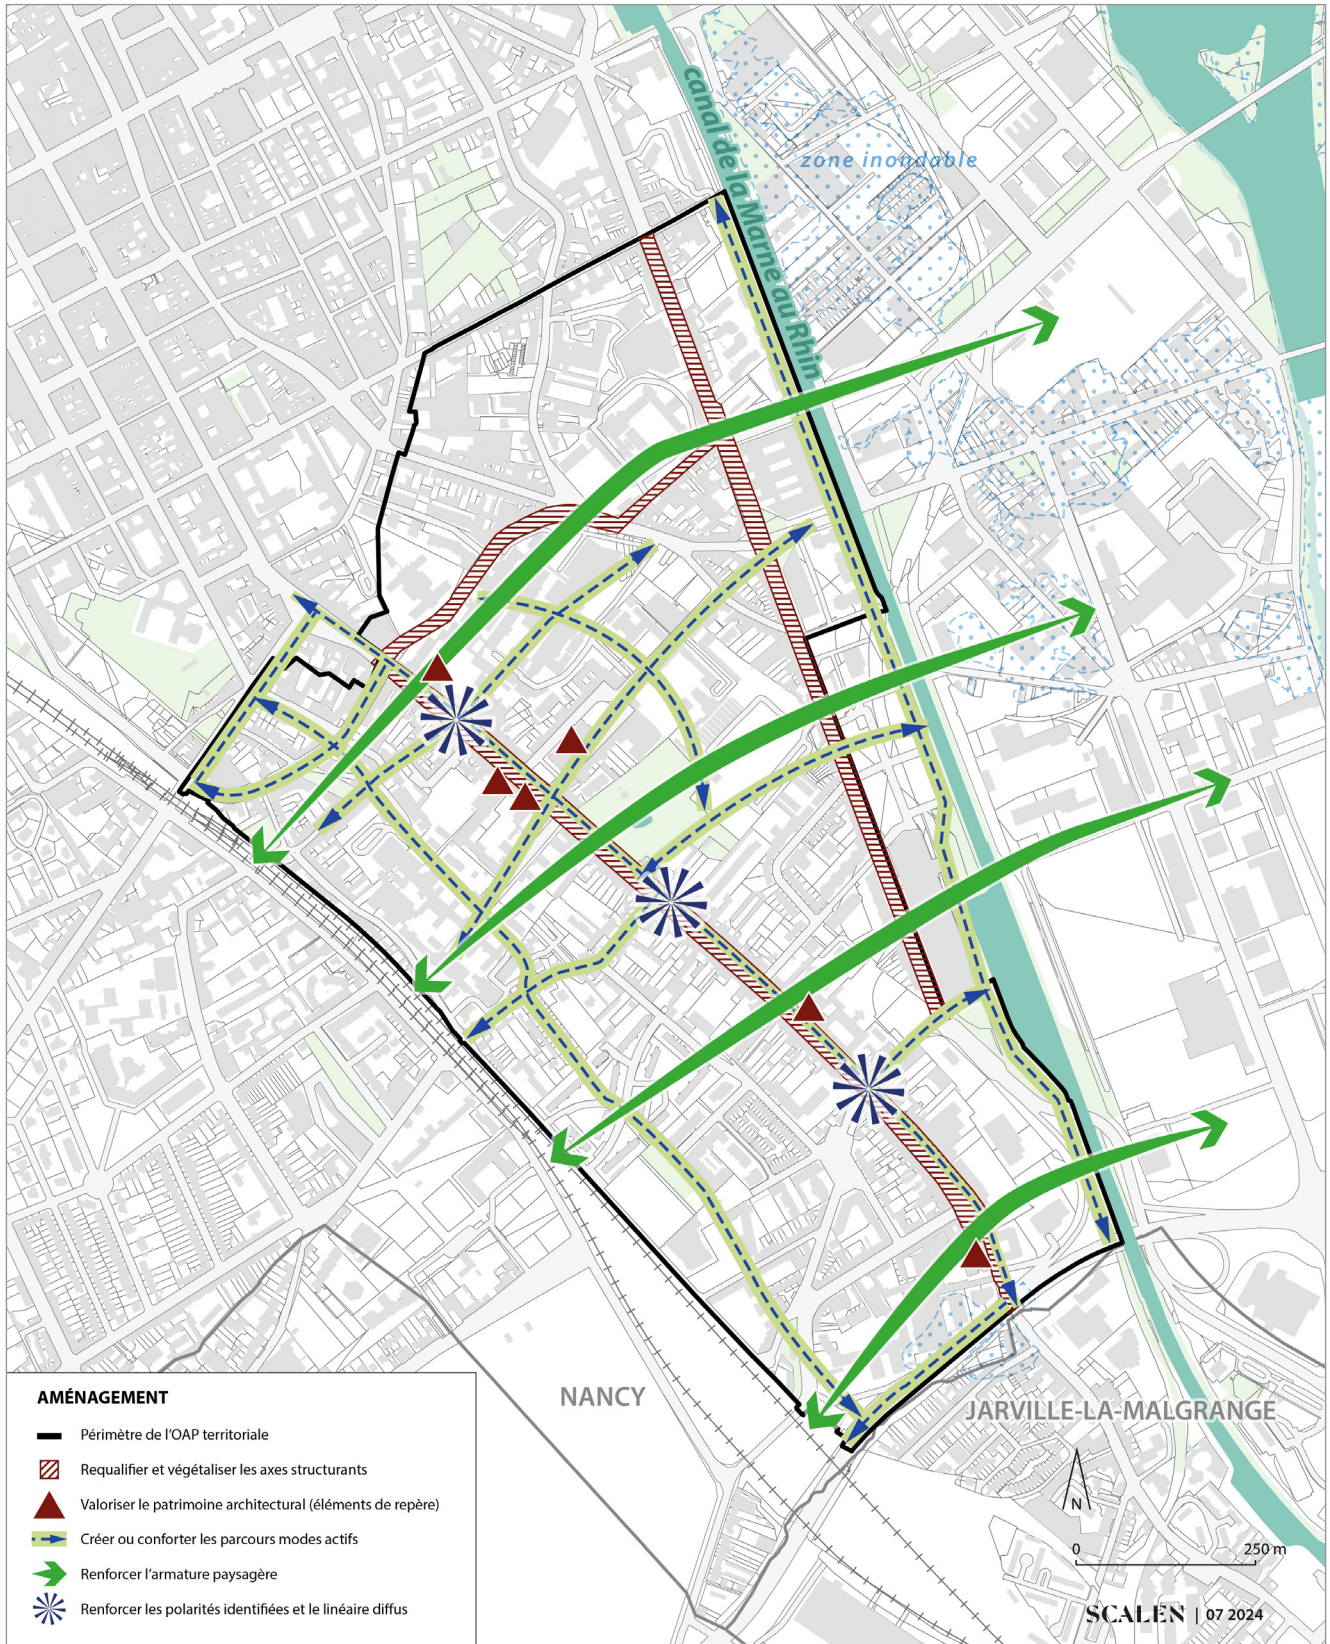 canal de la Marne au Rhin
zone inondable
NANCY
JARVILLE-LA-MALGRANGE
AMÉNAGEMENT
Périmètre de l'OAP territoriale
Requalifier et végétaliser les axes structurants
Valoriser le patrimoine architectural (éléments de repère)
Créer ou conforter les parcours modes actifs
Renforcer l'armature paysagère
Renforcer les polarités identifiées et le linéaire diffus
N
0 250 m
SCALEN | 07 2024